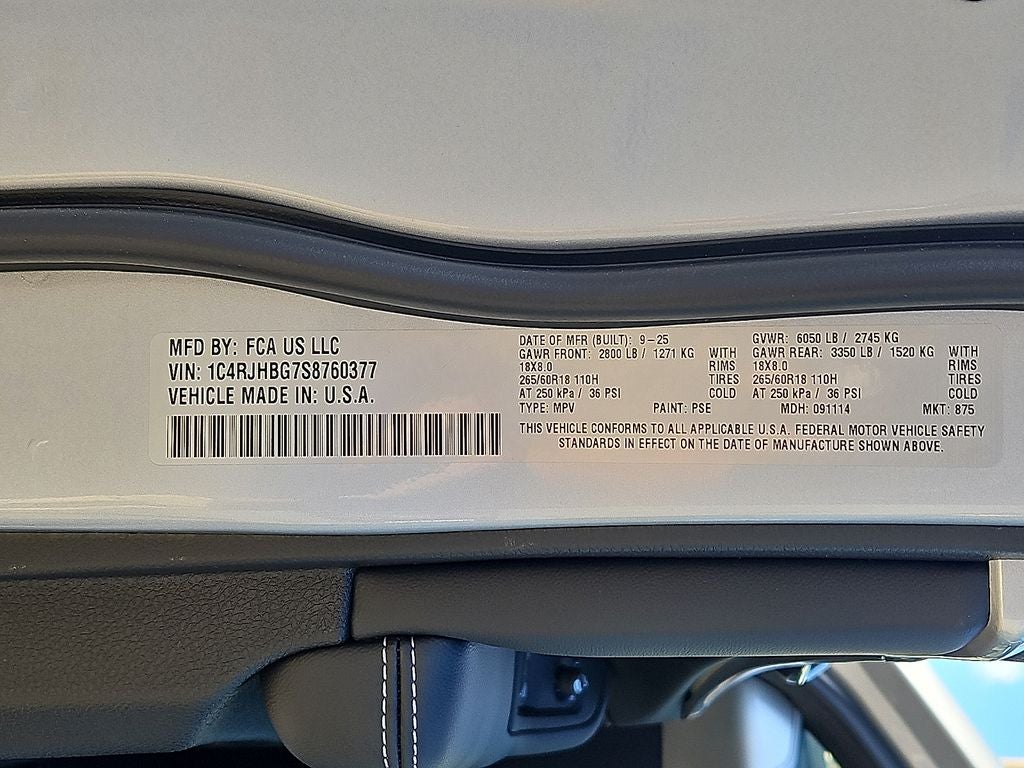 MFD BY: FCA US LLC
VIN: 1C4RJHBG7S8760377
VEHICLE MADE IN: U.S.A.
DATE OF MFR (BUILT): 9-25 GVWR: 6050 LB / 2745 KG
GAWR FRONT: 2800 LB / 1271 KG WITH GAWR REAR: 3350 LB / 1520 KG WITH
18X8.0 RIMS 18X8.0 RIMS
265/60R18 110H TIRES 265/60R18 110H TIRES
AT 250 kPa / 36 PSI COLD AT 250 kPa / 36 PSI COLD
TYPE: MPV PAINT: PSE MDH: 091114 MKT: 875
THIS VEHICLE CONFORMS TO ALL APPLICABLE U.S.A. FEDERAL MOTOR VEHICLE SAFETY
STANDARDS IN EFFECT ON THE DATE OF MANUFACTURE SHOWN ABOVE.